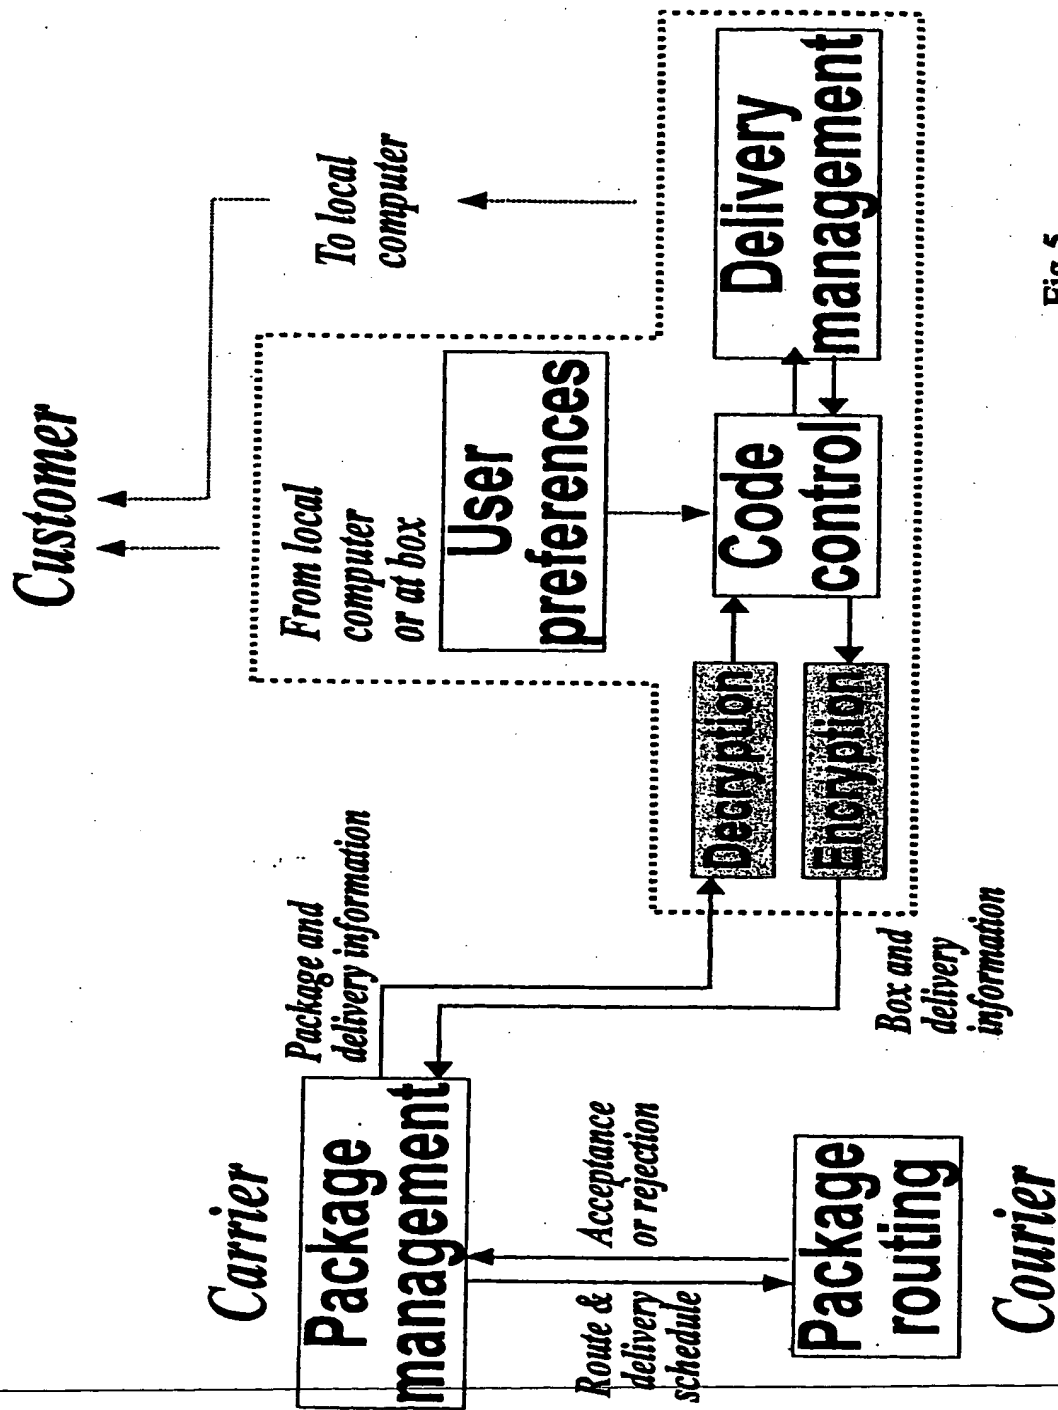 Carrier
Package
management
Package and
delivery information
Route &
delivery
schedule
Acceptance
or rejection
Package
routing
Courier
Box and
delivery
information
Customer
From local
computer
or at box
User
preferences
To local
computer
Decryption
Encryption
Code
control
Delivery
management
Fig 5